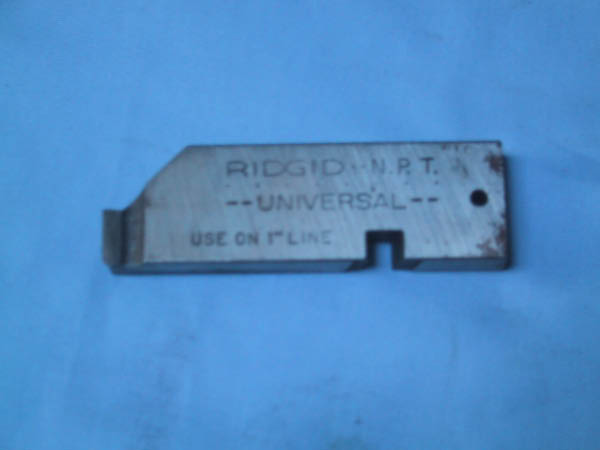 RIDGID - N.P.T.
--UNIVERSAL--
USE ON 1" LINE